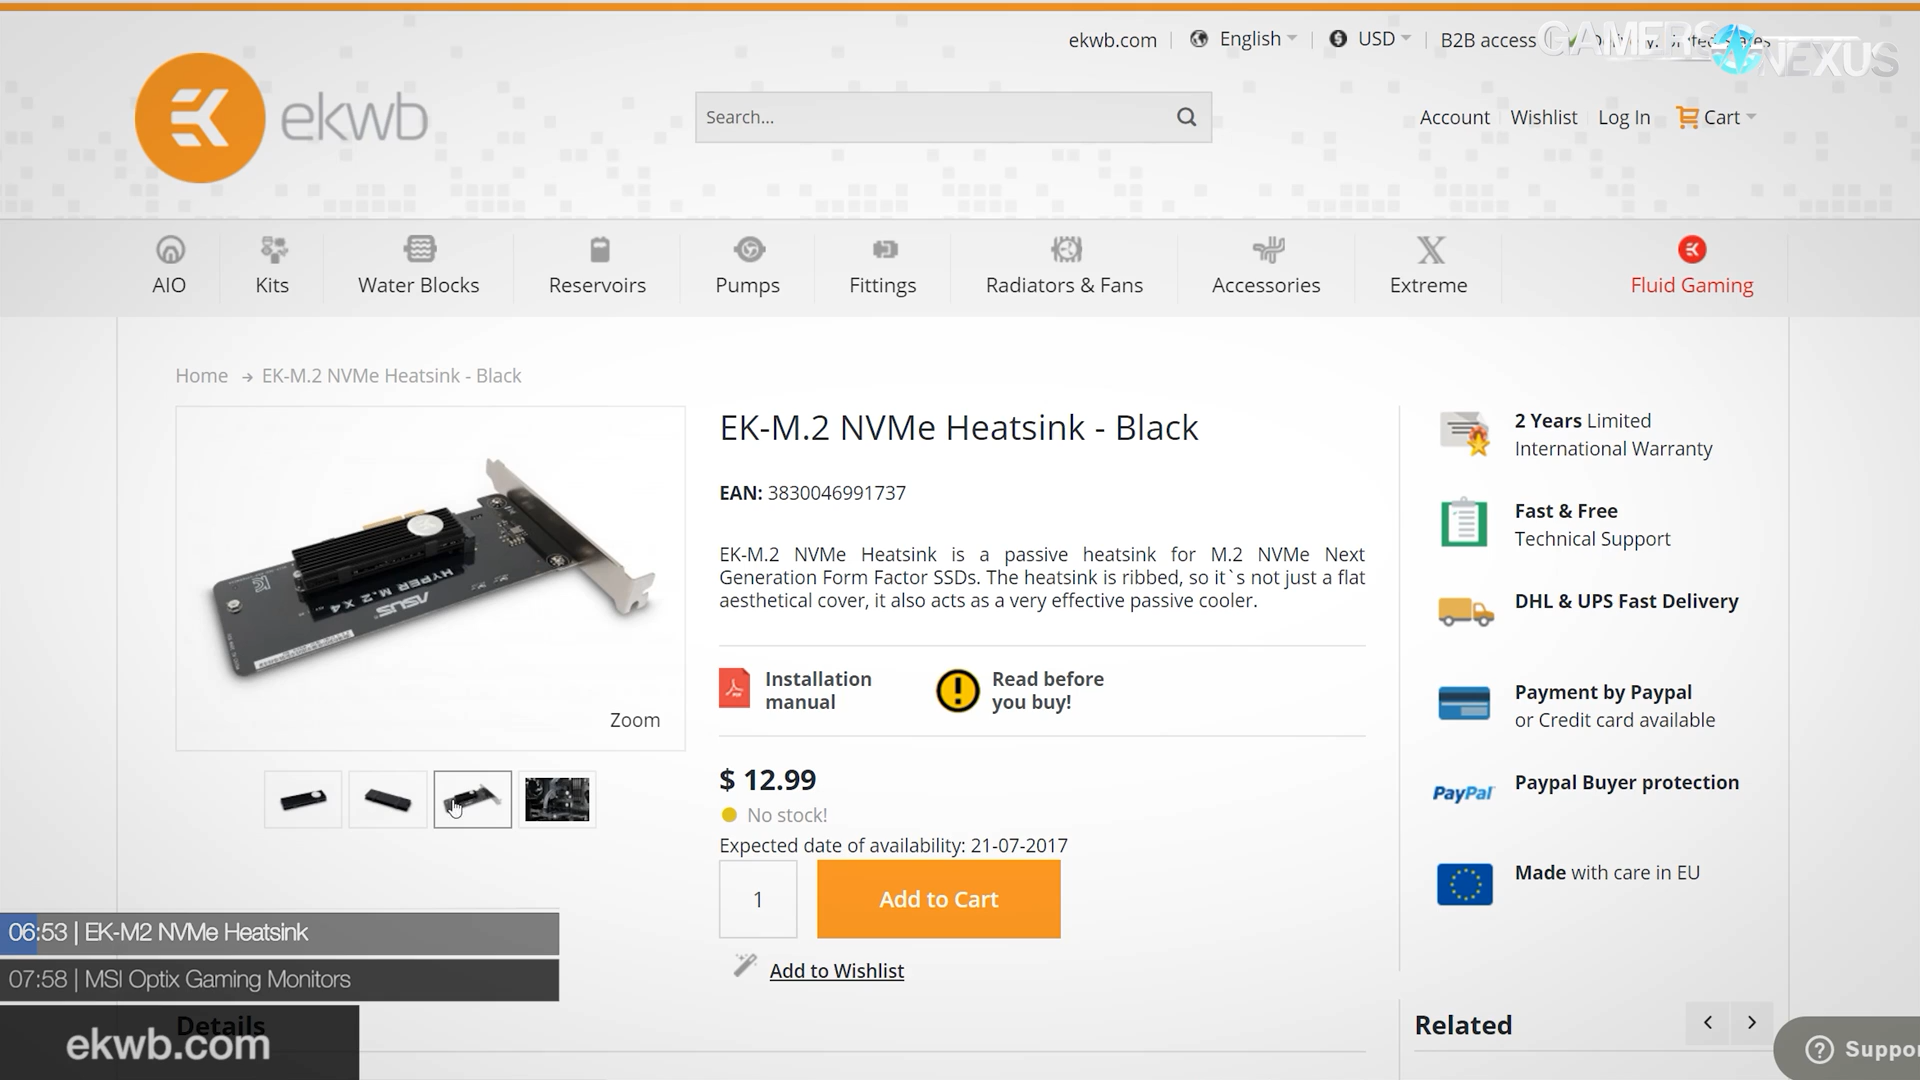 ekwb.com
English
USD
B2B access
GAMERS NEXUS
ekwb
Search...
Account
Wishlist
Log In
Cart
AIO
Kits
Water Blocks
Reservoirs
Pumps
Fittings
Radiators & Fans
Accessories
Extreme
Fluid Gaming
Home → EK-M.2 NVMe Heatsink - Black
HYPER M.2 X4
ASUS
Zoom
EK-M.2 NVMe Heatsink - Black
EAN: 3830046991737
EK-M.2 NVMe Heatsink is a passive heatsink for M.2 NVMe Next
Generation Form Factor SSDs. The heatsink is ribbed, so it`s not just a flat
aesthetical cover, it also acts as a very effective passive cooler.
Installation
manual
Read before
you buy!
$ 12.99
No stock!
Expected date of availability: 21-07-2017
1
Add to Cart
Add to Wishlist
2 Years Limited
International Warranty
Fast & Free
Technical Support
DHL & UPS Fast Delivery
Payment by Paypal
or Credit card available
PayPal
Paypal Buyer protection
Made with care in EU
Related
Suppor
06:53 | EK-M2 NVMe Heatsink
07:58 | MSI Optix Gaming Monitors
Details
ekwb.com